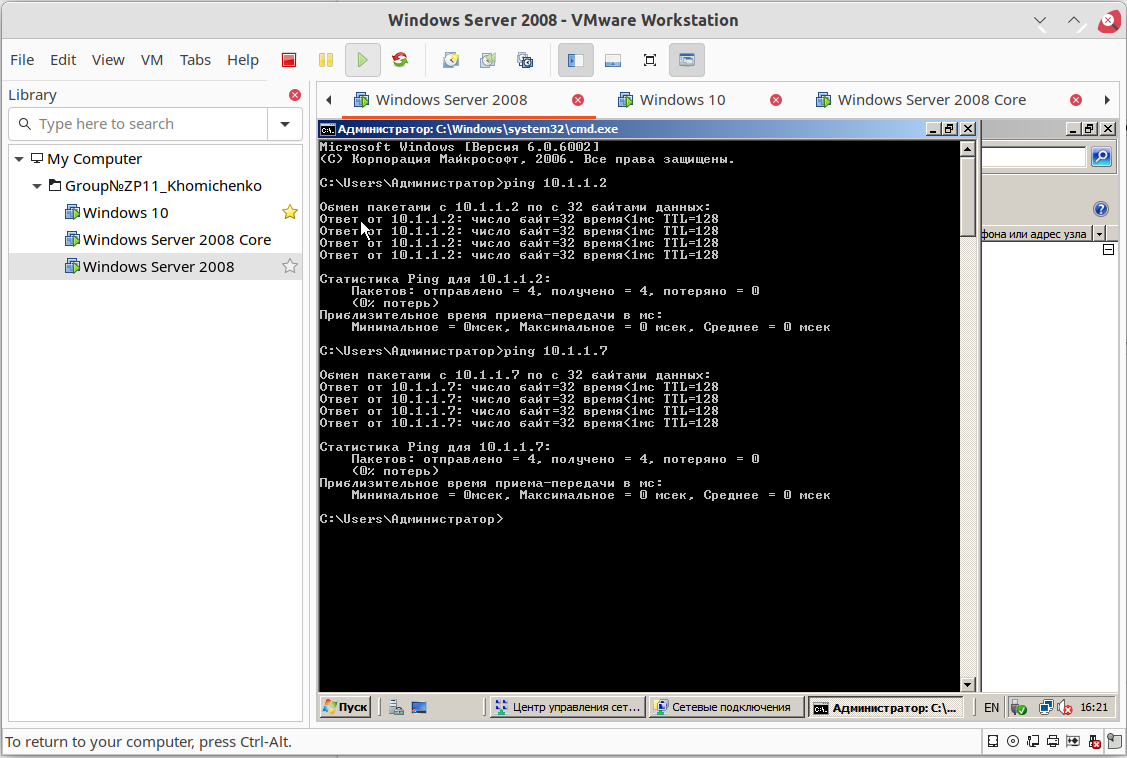 Windows Server 2008 - VMware Workstation
File Edit View VM Tabs Help
Library
Type here to search
My Computer
Group№ZP11_Khomichenko
Windows 10
Windows Server 2008 Core
Windows Server 2008
Windows Server 2008
Windows 10
Windows Server 2008 Core
Администратор: C:\Windows\system32\cmd.exe
Microsoft Windows [Версия 6.0.6002]
(C) Корпорация Майкрософт, 2006. Все права защищены.
C:\Users\Администратор>ping 10.1.1.2
Обмен пакетами с 10.1.1.2 по с 32 байтами данных:
Ответ от 10.1.1.2: число байт=32 время<1мс TTL=128
Ответ от 10.1.1.2: число байт=32 время<1мс TTL=128
Ответ от 10.1.1.2: число байт=32 время<1мс TTL=128
Ответ от 10.1.1.2: число байт=32 время<1мс TTL=128
Статистика Ping для 10.1.1.2:
Пакетов: отправлено = 4, получено = 4, потеряно = 0
(0% потерь)
Приблизительное время приема-передачи в мс:
Минимальное = 0мсек, Максимальное = 0 мсек, Среднее = 0 мсек
C:\Users\Администратор>ping 10.1.1.7
Обмен пакетами с 10.1.1.7 по с 32 байтами данных:
Ответ от 10.1.1.7: число байт=32 время<1мс TTL=128
Ответ от 10.1.1.7: число байт=32 время<1мс TTL=128
Ответ от 10.1.1.7: число байт=32 время<1мс TTL=128
Ответ от 10.1.1.7: число байт=32 время<1мс TTL=128
Статистика Ping для 10.1.1.7:
Пакетов: отправлено = 4, получено = 4, потеряно = 0
(0% потерь)
Приблизительное время приема-передачи в мс:
Минимальное = 0мсек, Максимальное = 0 мсек, Среднее = 0 мсек
C:\Users\Администратор>
фона или адрес узла
Пуск
Центр управления сет...
Сетевые подключения
Администратор: C:\...
EN
16:21
To return to your computer, press Ctrl-Alt.